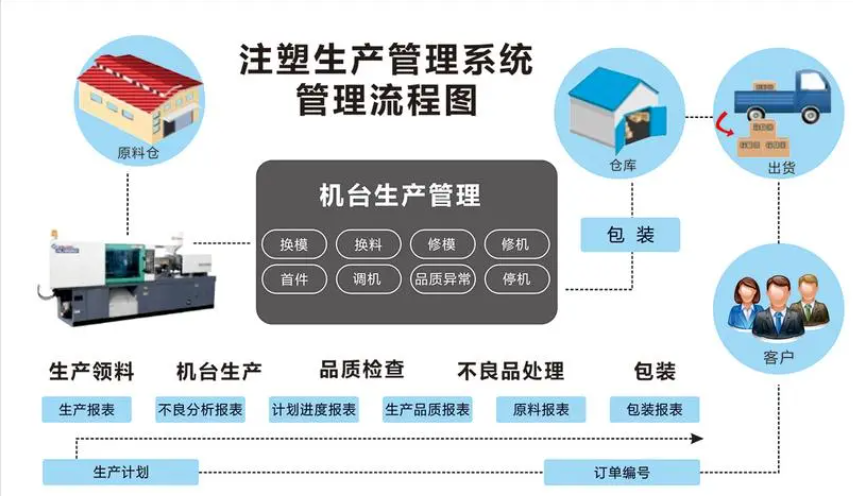 注塑生产管理系统
管理流程图
原料仓
仓库
出货
机台生产管理
换模 换料 修模 修机
首件 调机 品质异常 停机
包装
客户
生产领料 机台生产 品质检查 不良品处理 包装
生产报表 不良分析报表 计划进度报表 生产品质报表 原料报表 包装报表
生产计划 订单编号